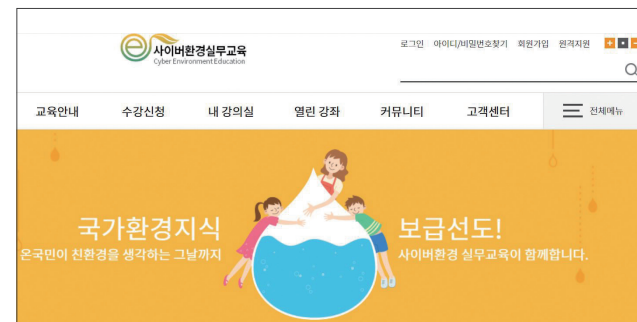 사이버환경실무교육
Cyber Environment Education
로그인 아이디/비밀번호찾기 회원가입 원격지원
교육안내 수강신청 내 강의실 열린 강좌 커뮤니티 고객센터 전체메뉴
국가환경지식 보급선도!
온국민이 친환경을 생각하는 그날까지 사이버환경 실무교육이 함께합니다.